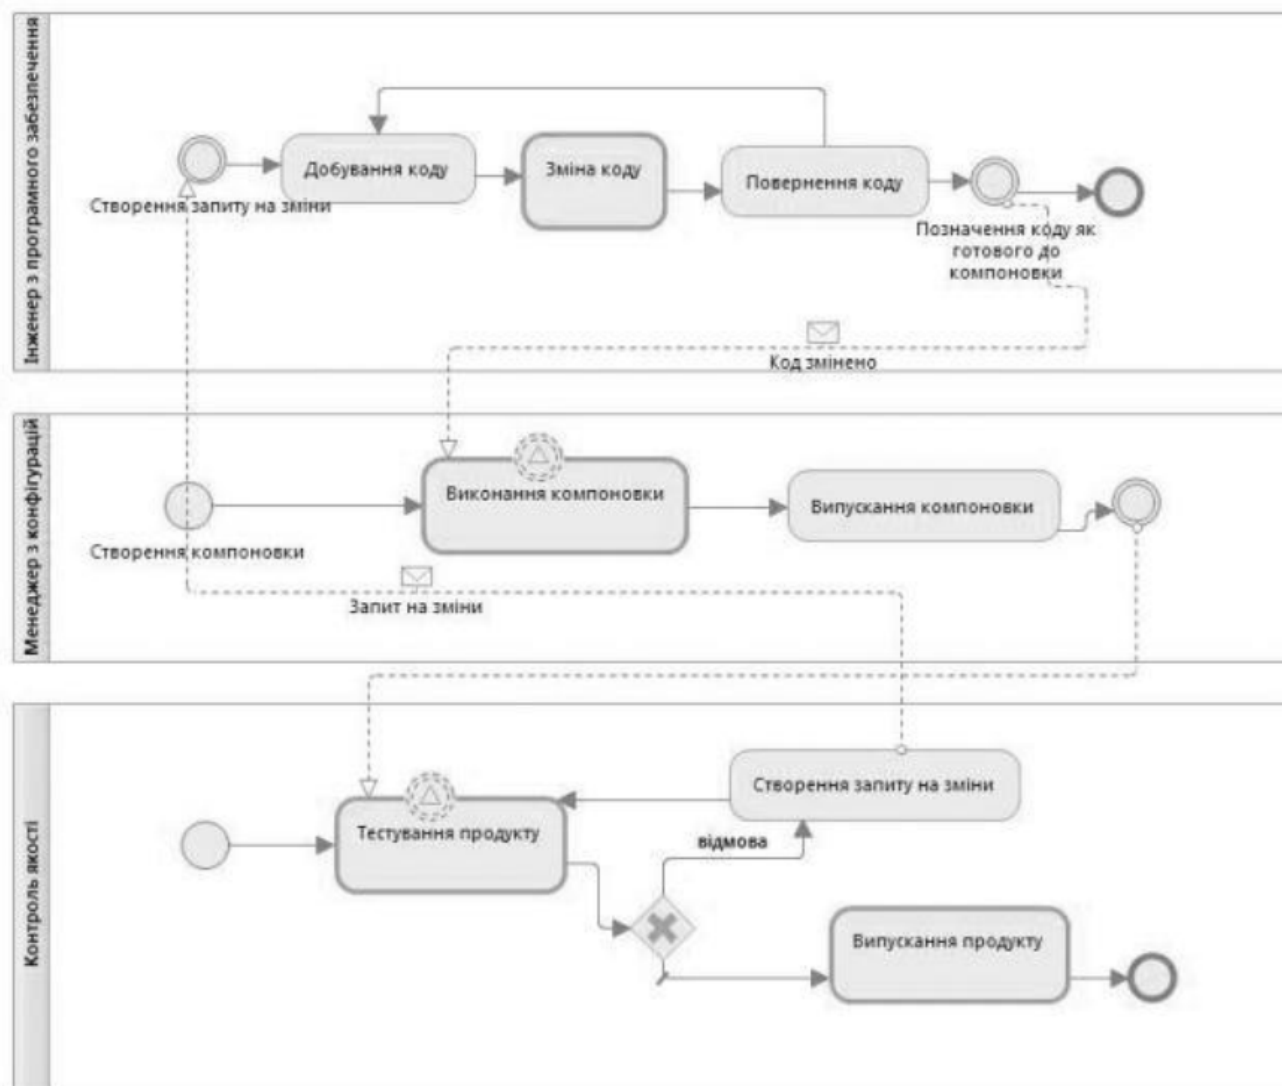 Інженер з програмного забезпечення
Добування коду
Зміна коду
Повернення коду
Створення запиту на зміни
Позначення коду як
готового до
компоновки
Код змінено
Менеджер з конфігурацій
Виконання компоновки
Випускання компоновки
Створення компоновки
Запит на зміни
Контроль якості
Створення запиту на зміни
Тестування продукту
відмова
Випускання продукту